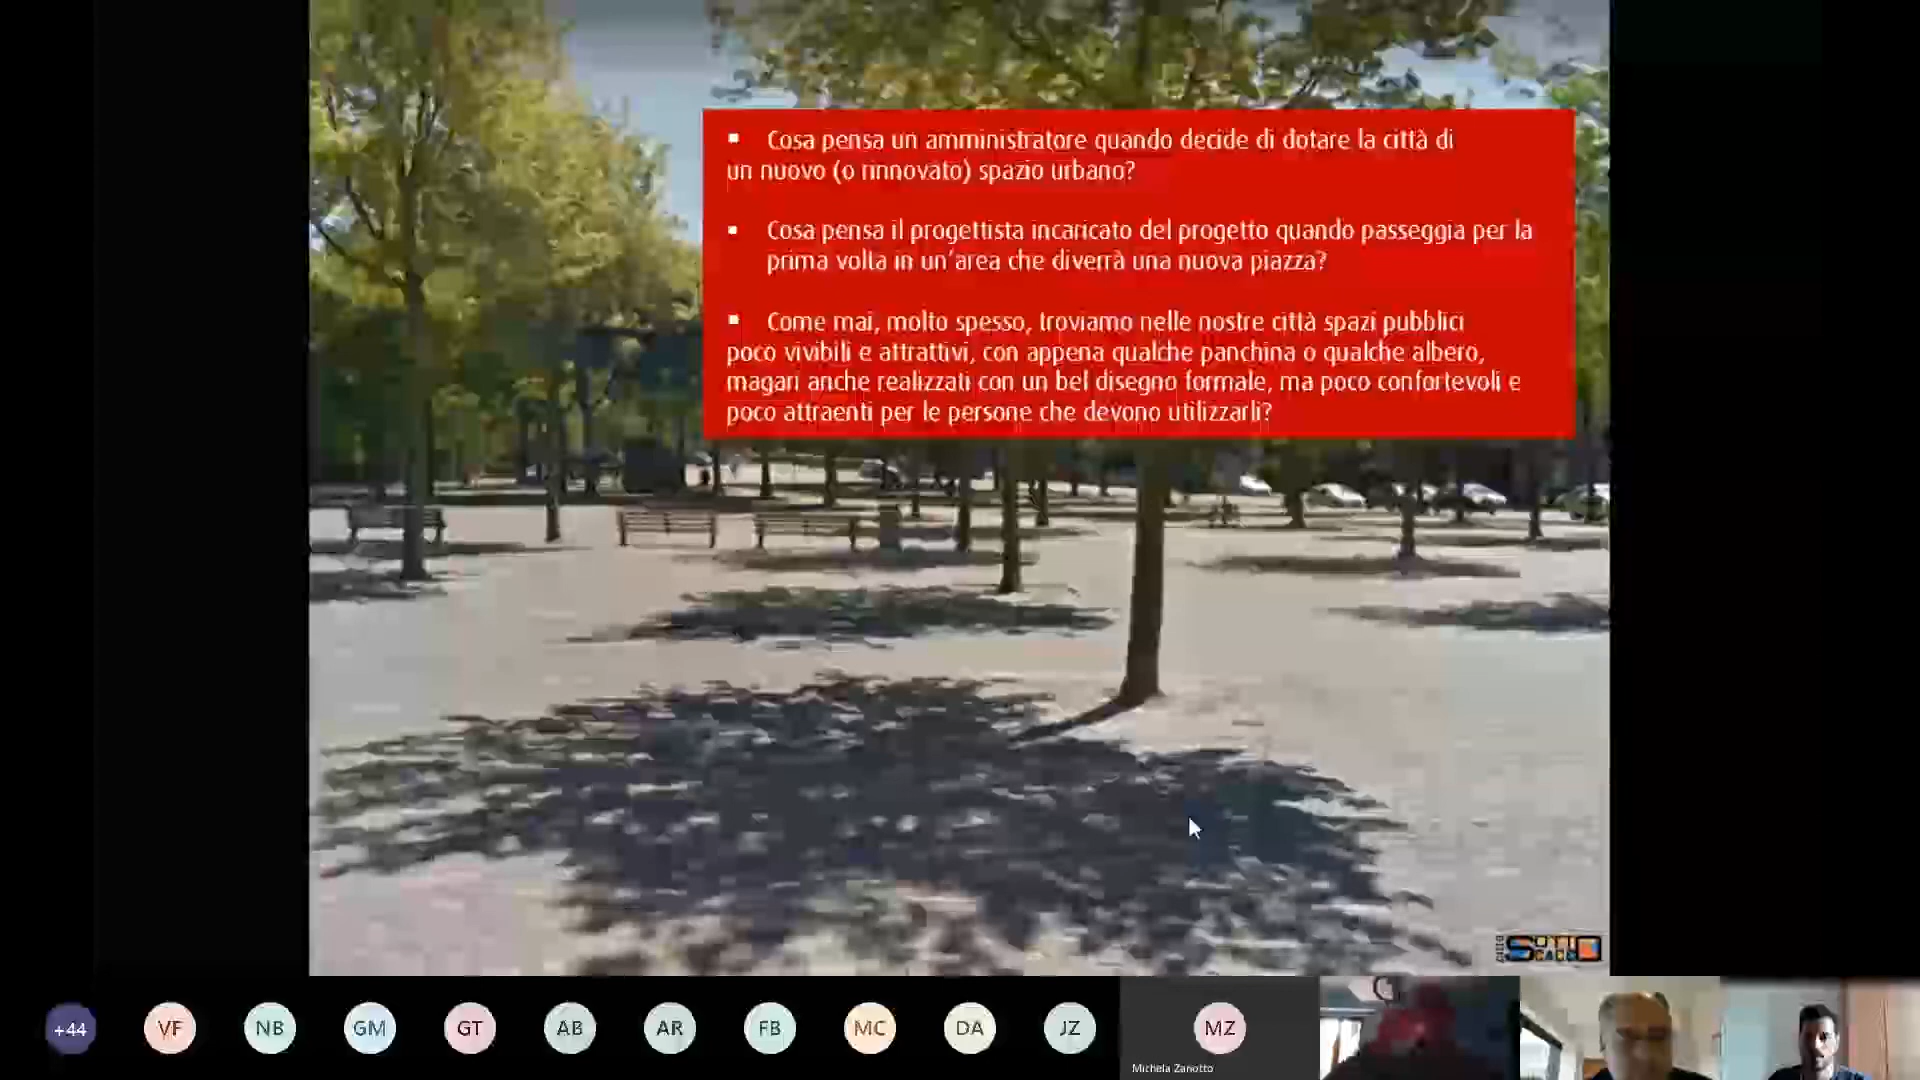 ▪ Cosa pensa un amministratore quando decide di dotare la città di
un nuovo (o rinnovato) spazio urbano?
▪ Cosa pensa il progettista incaricato del progetto quando passeggia per la
prima volta in un'area che diverrà una nuova piazza?
▪ Come mai, molto spesso, troviamo nelle nostre città spazi pubblici
poco vivibili e attrattivi, con appena qualche panchina o qualche albero,
magari anche realizzati con un bel disegno formale, ma poco confortevoli e
poco attraenti per le persone che devono utilizzarli?
SOTTO
+44 VF NB GM GT AB AR FB MC DA JZ MZ
Michela Zanotto